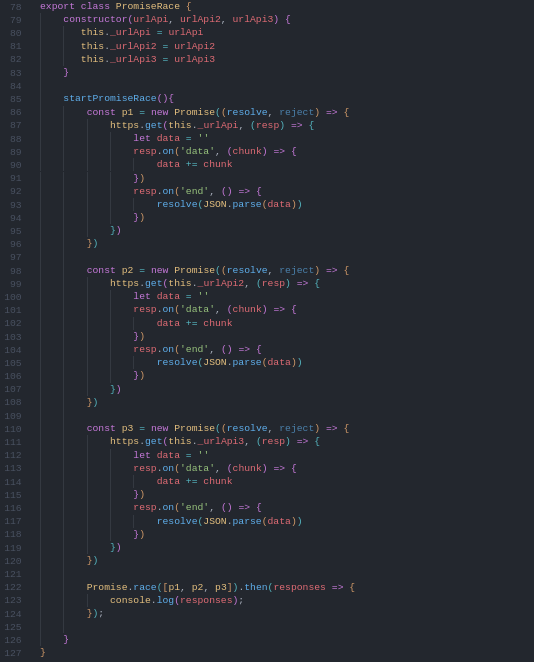 78 export class PromiseRace {
79     constructor(urlApi, urlApi2, urlApi3) {
80        this._urlApi = urlApi
81        this._urlApi2 = urlApi2
82        this._urlApi3 = urlApi3
83     }
84
85     startPromiseRace(){
86         const p1 = new Promise((resolve, reject) => {
87             https.get(this._urlApi, (resp) => {
88                 let data = ''
89                 resp.on('data', (chunk) => {
90                     data += chunk
91                 })
92                 resp.on('end', () => {
93                     resolve(JSON.parse(data))
94                 })
95             })
96         })
97
98         const p2 = new Promise((resolve, reject) => {
99             https.get(this._urlApi2, (resp) => {
100                 let data = ''
101                 resp.on('data', (chunk) => {
102                     data += chunk
103                 })
104                 resp.on('end', () => {
105                     resolve(JSON.parse(data))
106                 })
107             })
108         })
109
110         const p3 = new Promise((resolve, reject) => {
111             https.get(this._urlApi3, (resp) => {
112                 let data = ''
113                 resp.on('data', (chunk) => {
114                     data += chunk
115                 })
116                 resp.on('end', () => {
117                     resolve(JSON.parse(data))
118                 })
119             })
120         })
121
122         Promise.race([p1, p2, p3]).then(responses => {
123             console.log(responses);
124         });
125
126     }
127 }